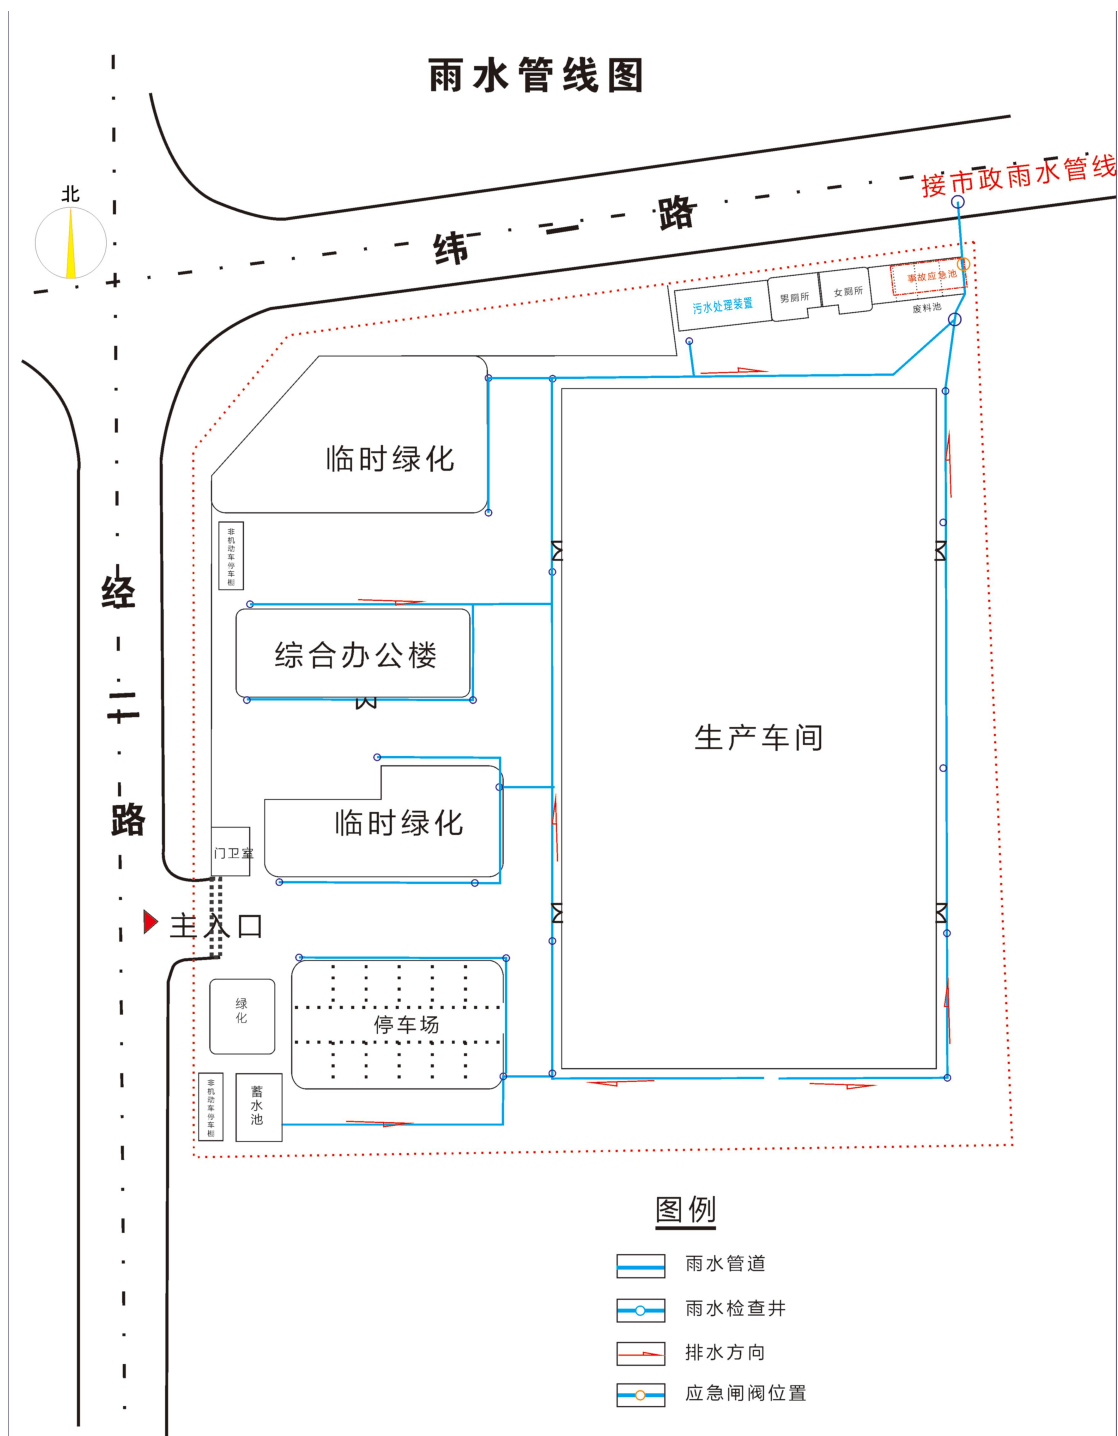 雨水管线图
接市政雨水管线
北
纬一路
事故应急池
污水处理装置
男厕所
女厕所
废料池
临时绿化
非机动车停车棚
经二路
综合办公楼
生产车间
临时绿化
门卫室
主入口
绿化
停车场
非机动车停车棚
蓄水池
图例
雨水管道
雨水检查井
排水方向
应急闸阀位置